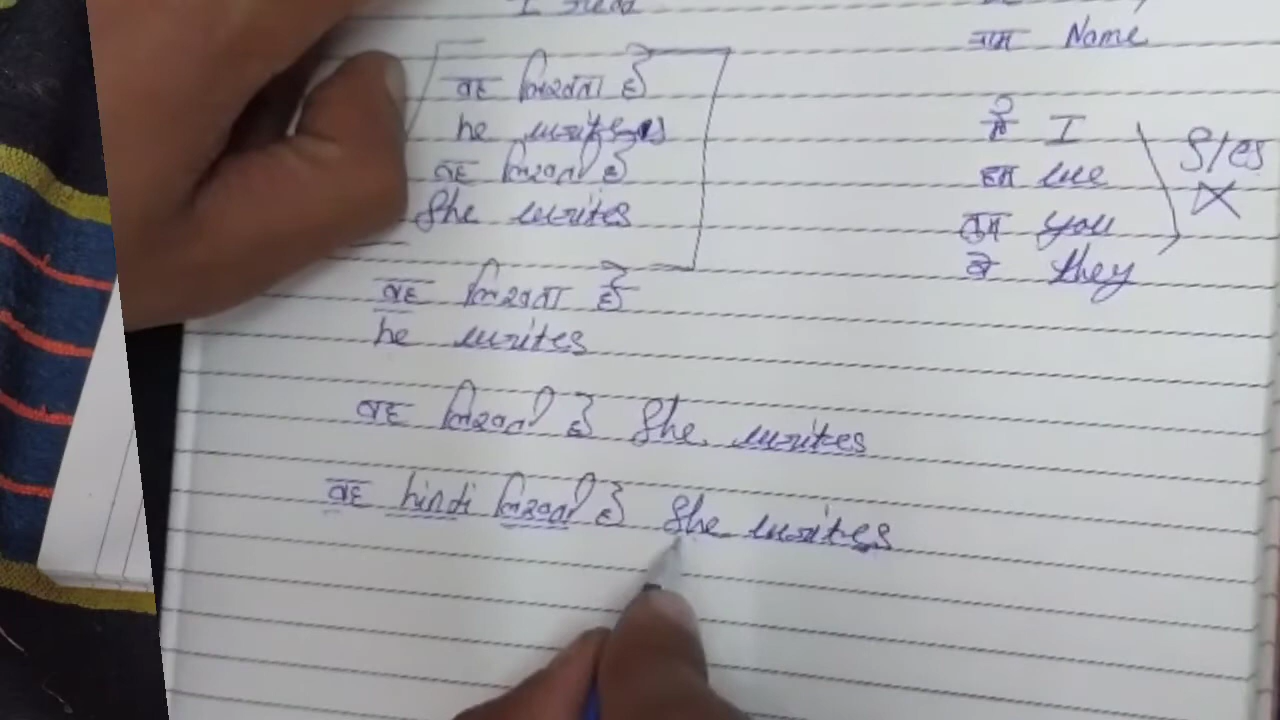 I read
नाम Name
वह लिखता है
he writes
वह लिखती है
She writes
मैं I
हम we
तुम you
वे they
S/es
वह लिखता है
he writes
वह लिखती है She writes
वह hindi लिखती है She writes